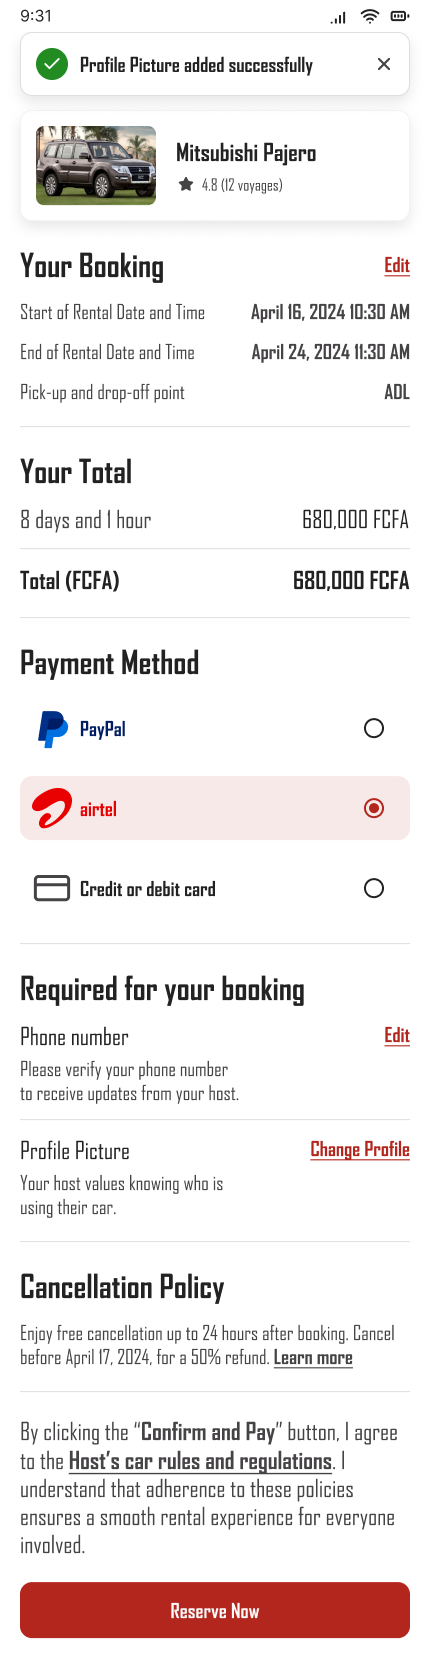 9:31
Profile Picture added successfully
Mitsubishi Pajero
4.8 (12 voyages)
Your Booking
Edit
Start of Rental Date and Time
April 16, 2024 10:30 AM
End of Rental Date and Time
April 24, 2024 11:30 AM
Pick-up and drop-off point
ADL
Your Total
8 days and 1 hour
680,000 FCFA
Total (FCFA)
680,000 FCFA
Payment Method
PayPal
airtel
Credit or debit card
Required for your booking
Phone number
Edit
Please verify your phone number
to receive updates from your host.
Profile Picture
Change Profile
Your host values knowing who is
using their car.
Cancellation Policy
Enjoy free cancellation up to 24 hours after booking. Cancel
before April 17, 2024, for a 50% refund. Learn more
By clicking the “Confirm and Pay” button, I agree
to the Host’s car rules and regulations. I
understand that adherence to these policies
ensures a smooth rental experience for everyone
involved.
Reserve Now